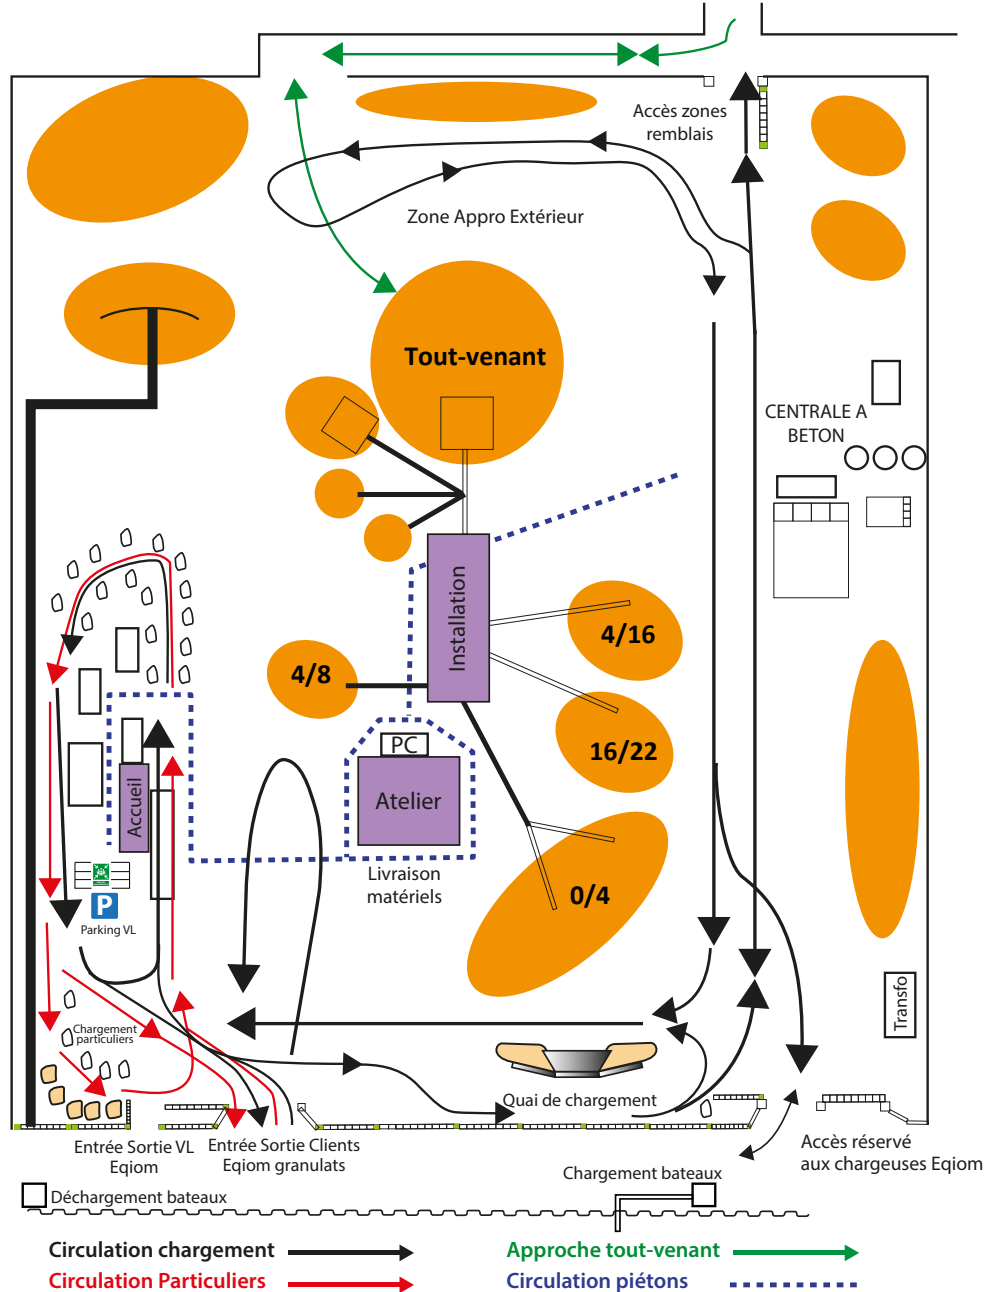 Accès zones
remblais
Zone Appro Extérieur
Tout-venant
CENTRALE A
BETON
Installation
4/16
4/8
16/22
PC
Atelier
Accueil
Livraison
matériels
0/4
P
Parking VL
Transfo
Chargement
particuliers
Quai de chargement
Entrée Sortie VL
Eqiom
Entrée Sortie Clients
Eqiom granulats
Accès réservé
aux chargeuses Eqiom
Chargement bateaux
Déchargement bateaux
Circulation chargement
Approche tout-venant
Circulation Particuliers
Circulation piétons